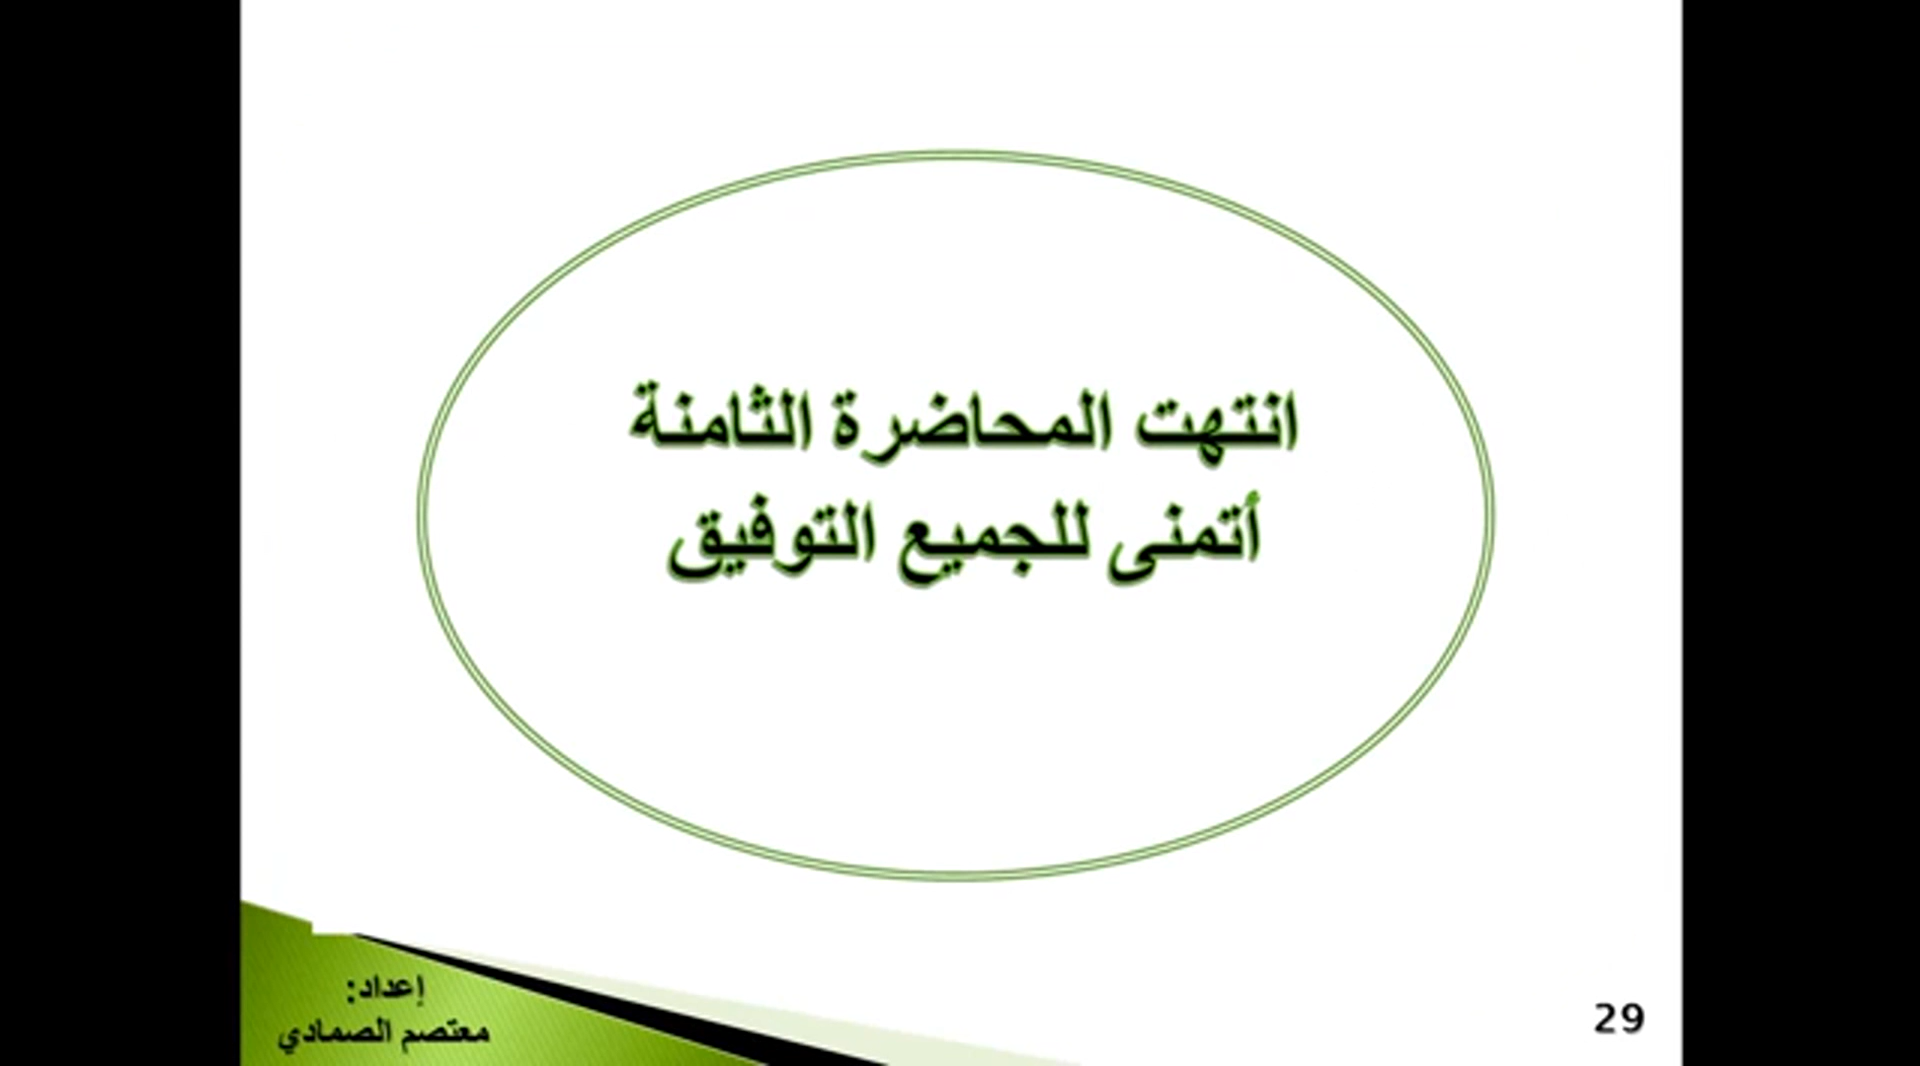 انتهت المحاضرة الثامنة
أتمنى للجميع التوفيق
إعداد:
معتصم الصمادي
29